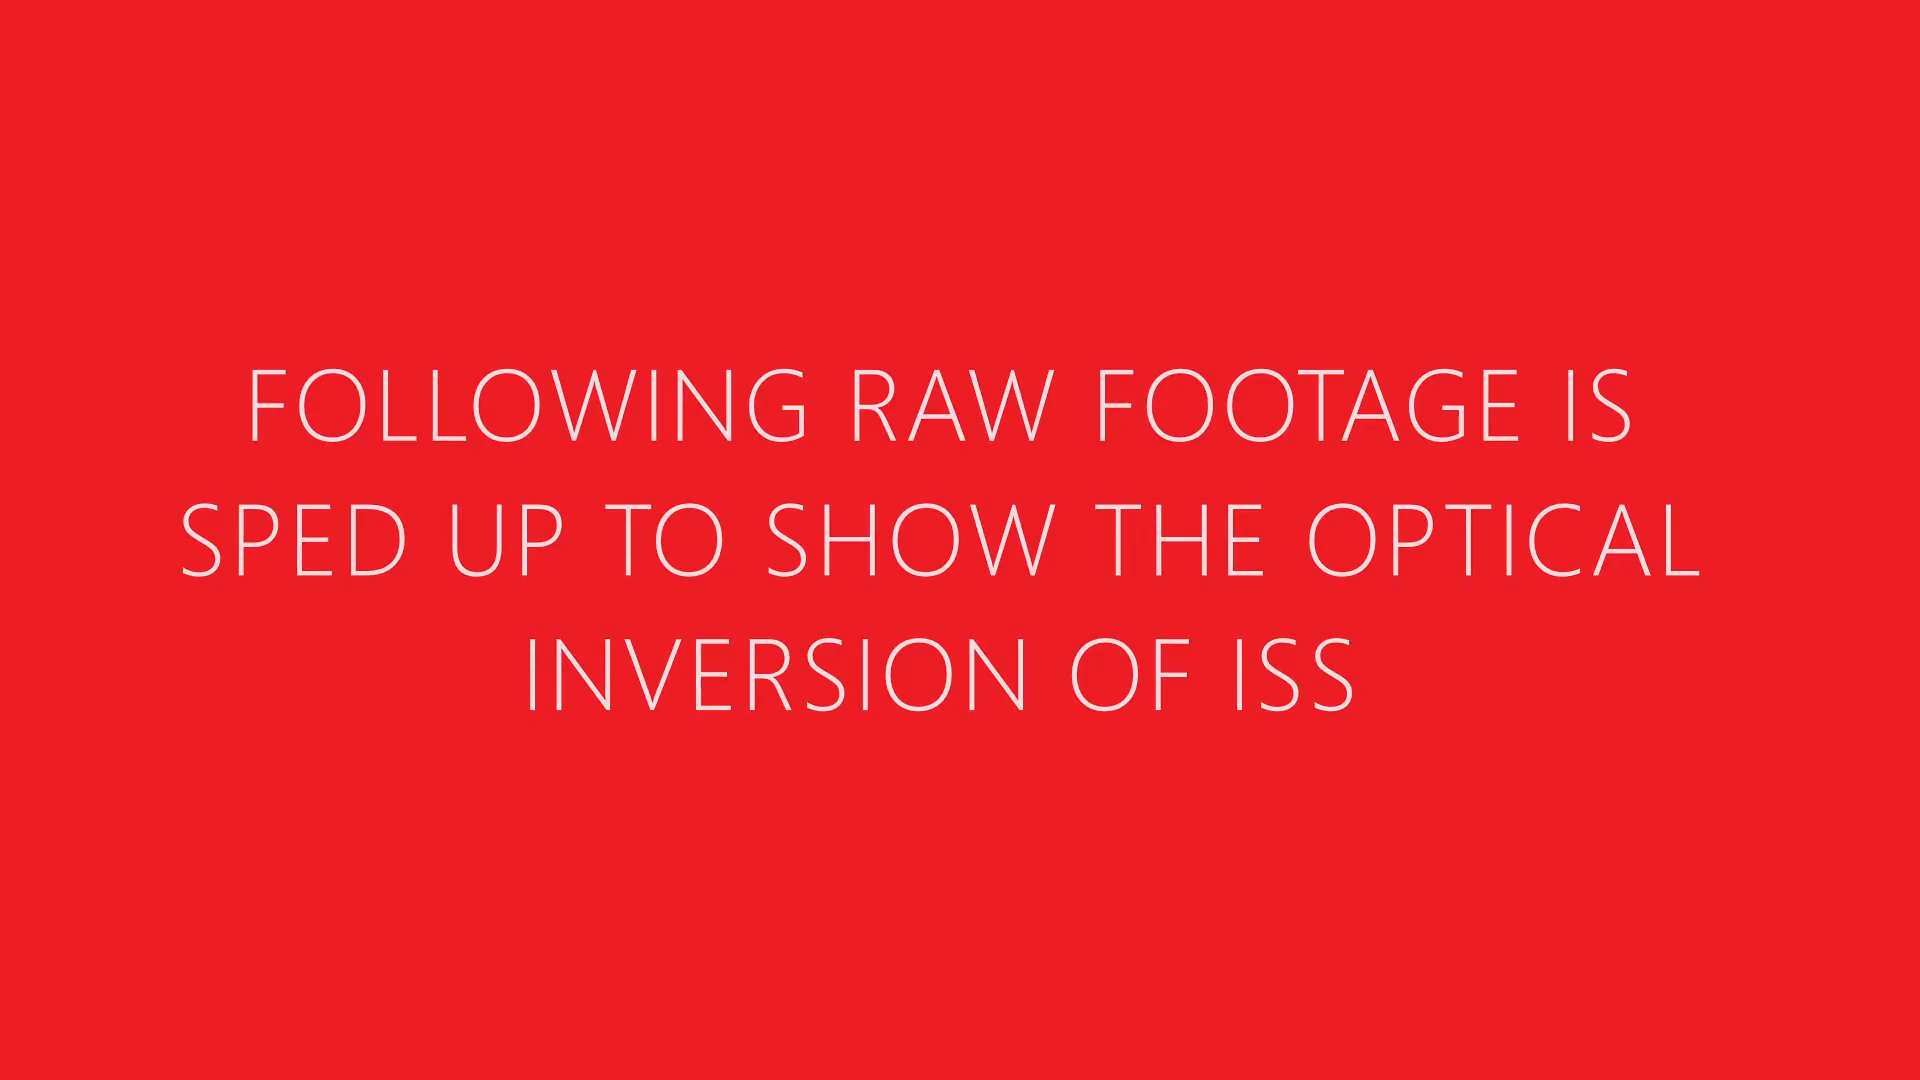 FOLLOWING RAW FOOTAGE IS
SPED UP TO SHOW THE OPTICAL
INVERSION OF ISS